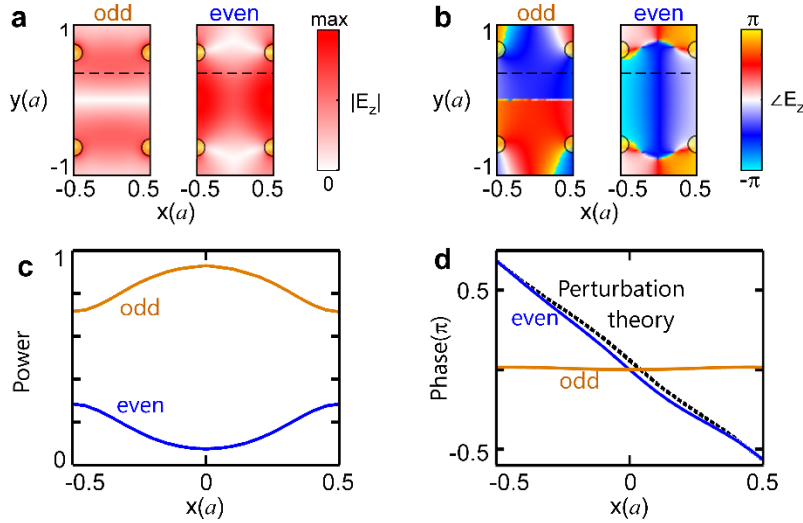 a
odd
even
max
1
y(a)
|E_z|
-1
0
-0.5 0.5 -0.5 0.5
x(a)
b
odd
even
π
1
y(a)
∠E_z
-1
-π
-0.5 0.5 -0.5 0.5
x(a)
c
1
odd
Power
even
0
-0.5 0 0.5
x(a)
d
0.5
Perturbation
theory
even
Phase(π)
odd
-0.5
-0.5 0 0.5
x(a)